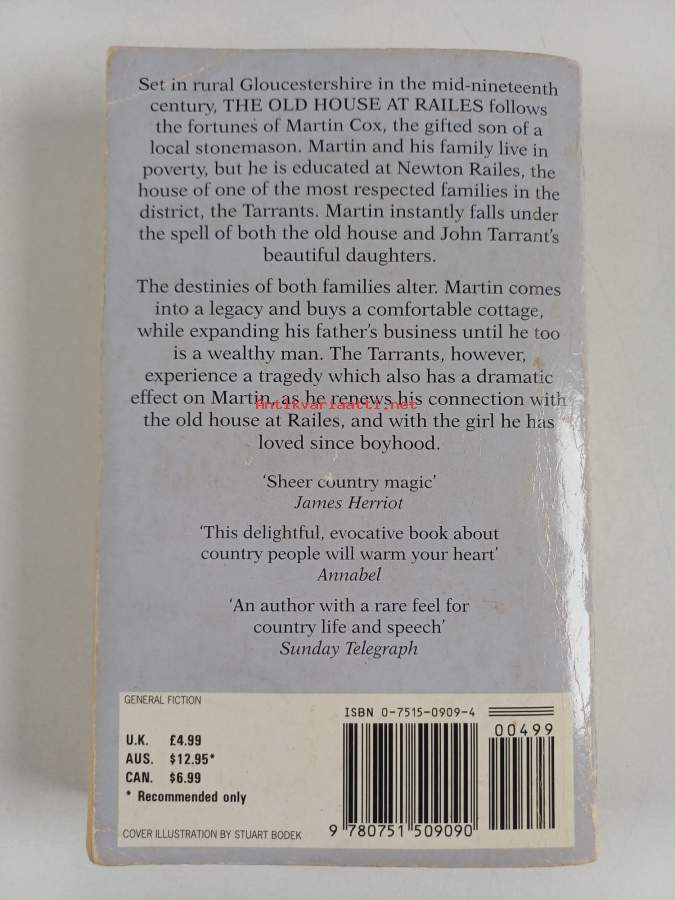 Set in rural Gloucestershire in the mid-nineteenth
century, THE OLD HOUSE AT RAILES follows
the fortunes of Martin Cox, the gifted son of a
local stonemason. Martin and his family live in
poverty, but he is educated at Newton Railes, the
house of one of the most respected families in the
district, the Tarrants. Martin instantly falls under
the spell of both the old house and John Tarrant's
beautiful daughters.
The destinies of both families alter. Martin comes
into a legacy and buys a comfortable cottage,
while expanding his father's business until he too
is a wealthy man. The Tarrants, however,
experience a tragedy which also has a dramatic
effect on Martin, as he renews his connection with
Antikvariaatti.net
the old house at Railes, and with the girl he has
loved since boyhood.
'Sheer country magic'
James Herriot
'This delightful, evocative book about
country people will warm your heart'
Annabel
'An author with a rare feel for
country life and speech'
Sunday Telegraph
GENERAL FICTION
U.K. £4.99
AUS. $12.95*
CAN. $6.99
* Recommended only
COVER ILLUSTRATION BY STUART BODEK
ISBN 0-7515-0909-4
00499
9 780751 509090